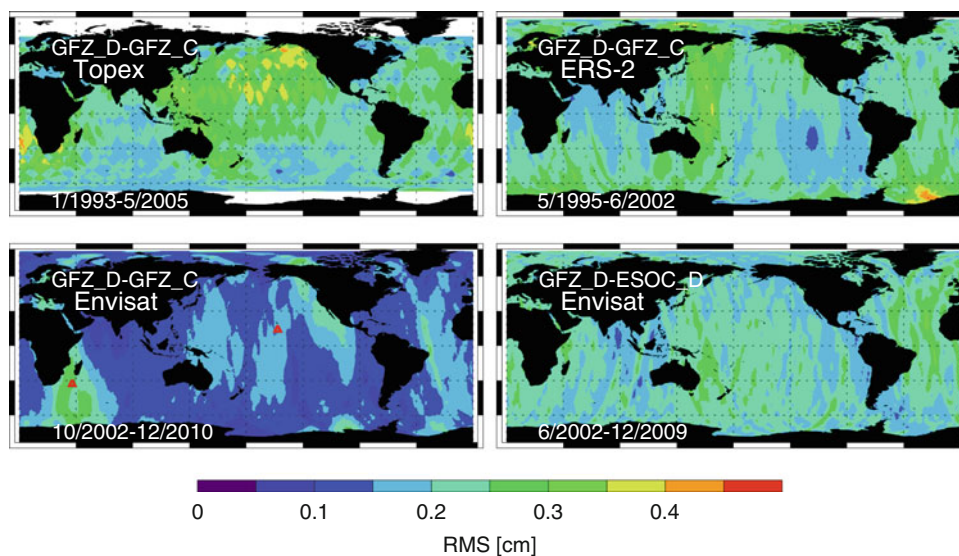 GFZ_D-GFZ_C
Topex
1/1993-5/2005
GFZ_D-GFZ_C
ERS-2
5/1995-6/2002
GFZ_D-GFZ_C
Envisat
10/2002-12/2010
GFZ_D-ESOC_D
Envisat
6/2002-12/2009
0 0.1 0.2 0.3 0.4
RMS [cm]